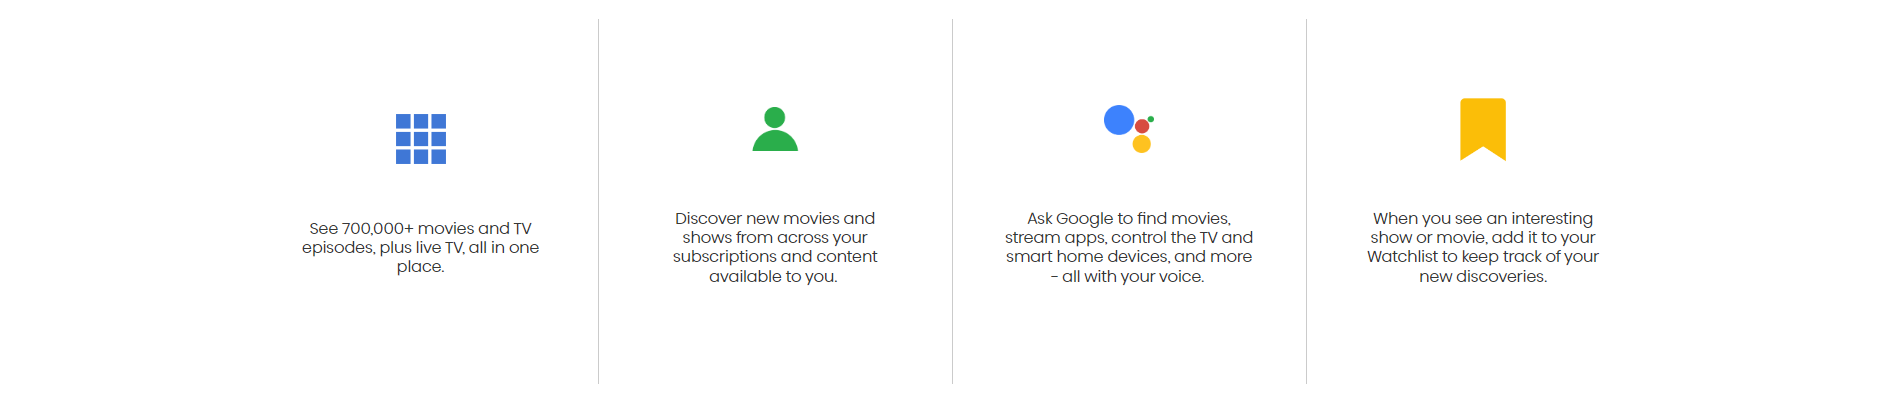 See 700,000+ movies and TV
episodes, plus live TV, all in one
place.
Discover new movies and
shows from across your
subscriptions and content
available to you.
Ask Google to find movies,
stream apps, control the TV and
smart home devices, and more
- all with your voice.
When you see an interesting
show or movie, add it to your
Watchlist to keep track of your
new discoveries.